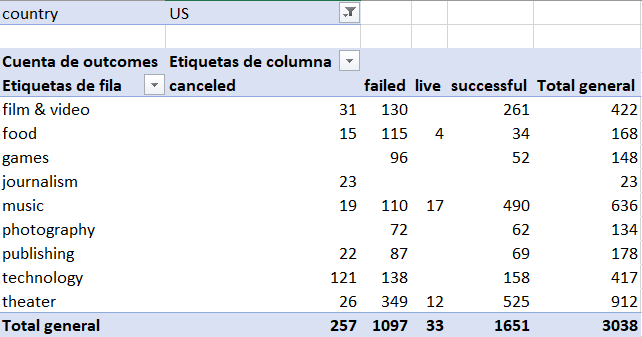 country US
Cuenta de outcomes Etiquetas de columna
Etiquetas de fila canceled failed live successful Total general
film & video 31 130 261 422
food 15 115 4 34 168
games 96 52 148
journalism 23 23
music 19 110 17 490 636
photography 72 62 134
publishing 22 87 69 178
technology 121 138 158 417
theater 26 349 12 525 912
Total general 257 1097 33 1651 3038